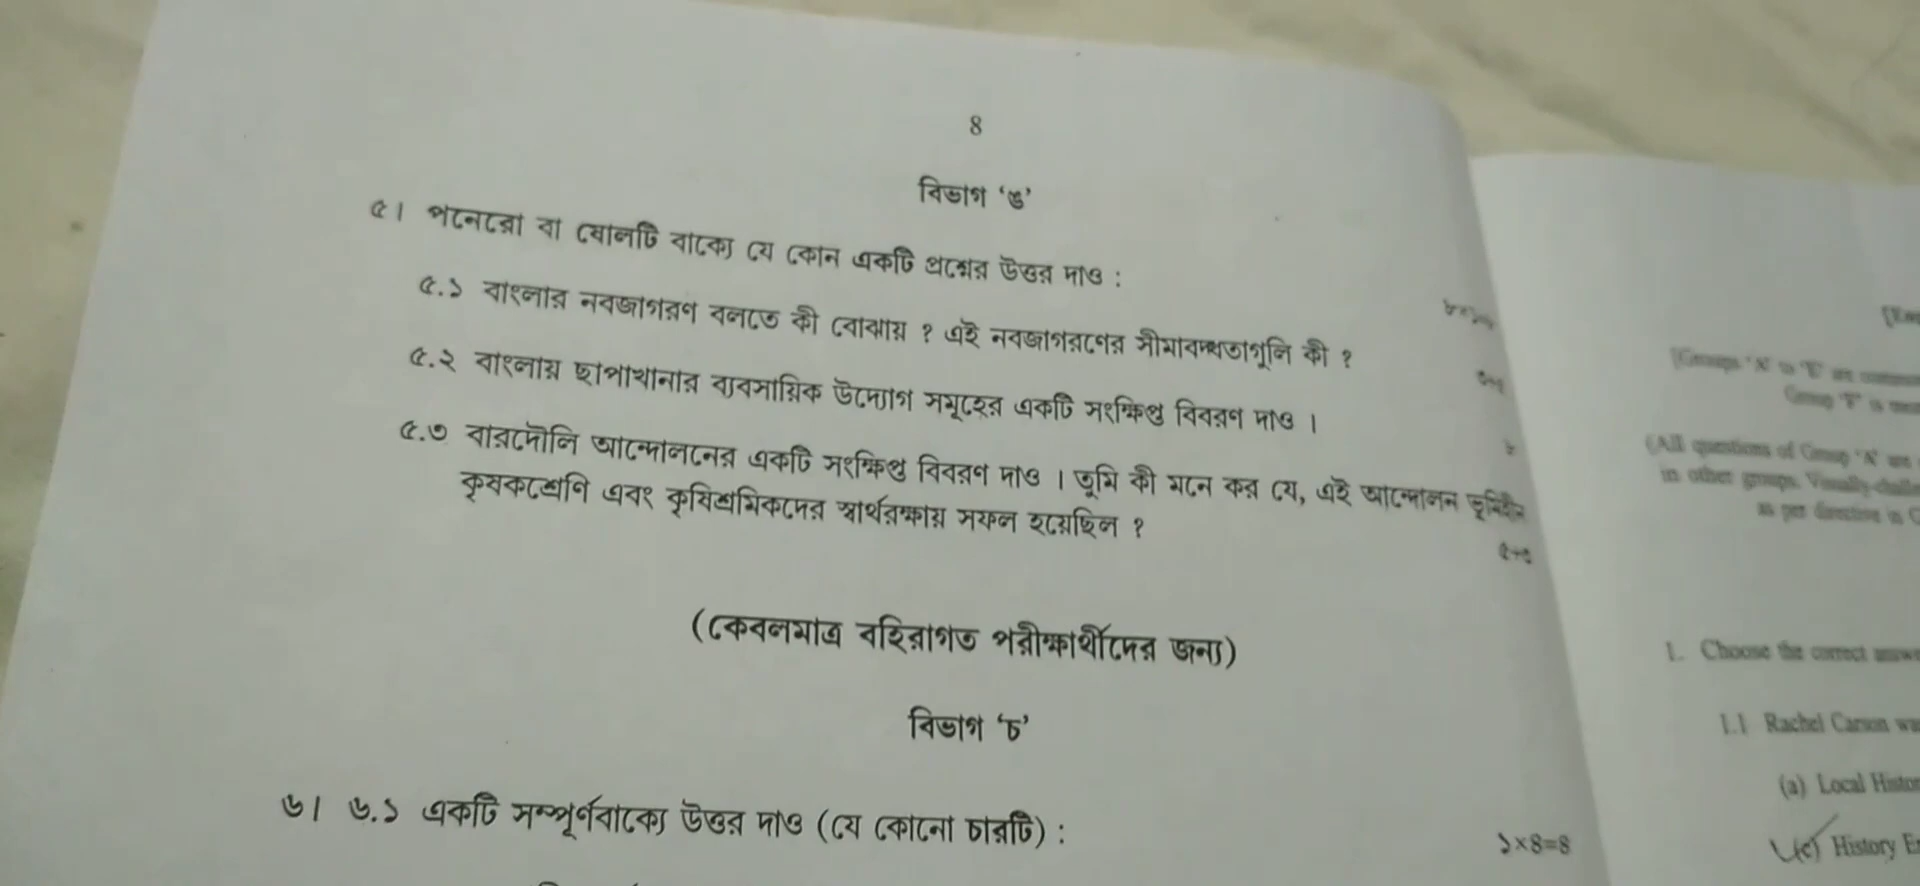 8
বিভাগ ‘ঙ’
৫। পনেরো বা ষোলটি বাক্যে যে কোন একটি প্রশ্নের উত্তর দাও :
৫.১ বাংলার নবজাগরণ বলতে কী বোঝায় ? এই নবজাগরণের সীমাবদ্ধতাগুলি কী ?
৫.২ বাংলায় ছাপাখানার ব্যবসায়িক উদ্যোগ সমূহের একটি সংক্ষিপ্ত বিবরণ দাও ।
৫.৩ বারদৌলি আন্দোলনের একটি সংক্ষিপ্ত বিবরণ দাও । তুমি কী মনে কর যে, এই আন্দোলন ভূমিহীন
কৃষকশ্রেণি এবং কৃষিশ্রমিকদের স্বার্থরক্ষায় সফল হয়েছিল ?
(কেবলমাত্র বহিরাগত পরীক্ষার্থীদের জন্য)
বিভাগ ‘চ’
৬। ৬.১ একটি সম্পূর্ণবাক্যে উত্তর দাও (যে কোনো চারটি) :
১×৪=৪
(All questions of Group ‘A’ are
in other groups.
1. Choose the correct
1.1 Rachel Carson
(a) Local
(c) History